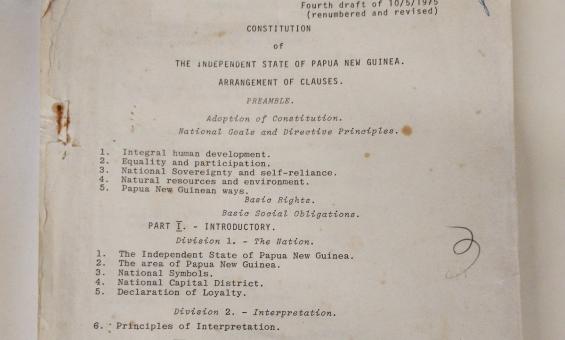 Fourth draft of 10/5/1975
(renumbered and revised)
CONSTITUTION
of
THE INDEPENDENT STATE OF PAPUA NEW GUINEA.
ARRANGEMENT OF CLAUSES.
PREAMBLE.
Adoption of Constitution.
National Goals and Directive Principles.
1. Integral human development.
2. Equality and participation.
3. National Sovereignty and self-reliance.
4. Natural resources and environment.
5. Papua New Guinean ways.
Basic Rights.
Basic Social Obligations.
PART I. - INTRODUCTORY.
Division 1. - The Nation.
1. The Independent State of Papua New Guinea.
2. The area of Papua New Guinea.
3. National Symbols.
4. National Capital District.
5. Declaration of Loyalty.
Division 2. - Interpretation.
6. Principles of Interpretation.